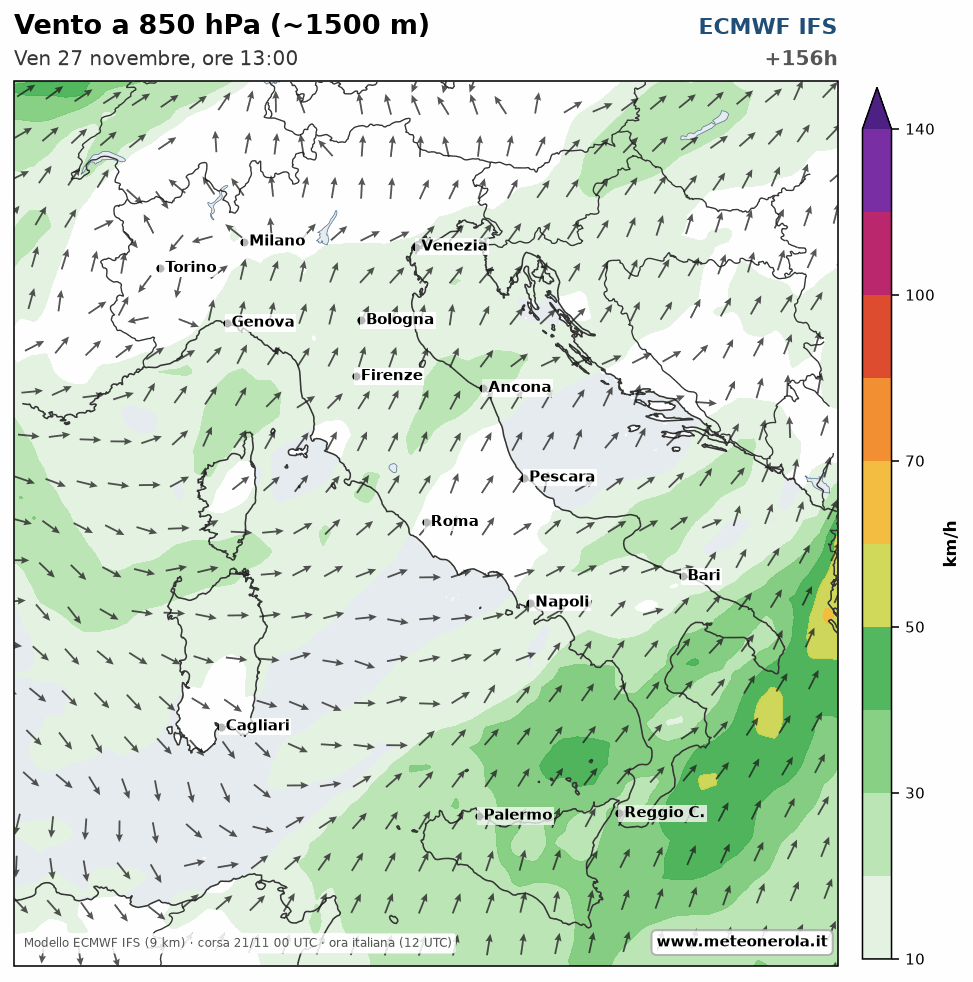 Vento a 850 hPa (~1500 m)
ECMWF IFS
Ven 27 novembre, ore 13:00
+156h
Milano
Venezia
Torino
Genova
Bologna
Firenze
Ancona
Pescara
Roma
Bari
Napoli
Cagliari
Palermo
Reggio C.
140
100
70
50
30
10
km/h
Modello ECMWF IFS (9 km) · corsa 21/11 00 UTC · ora italiana (12 UTC)
www.meteonerola.it